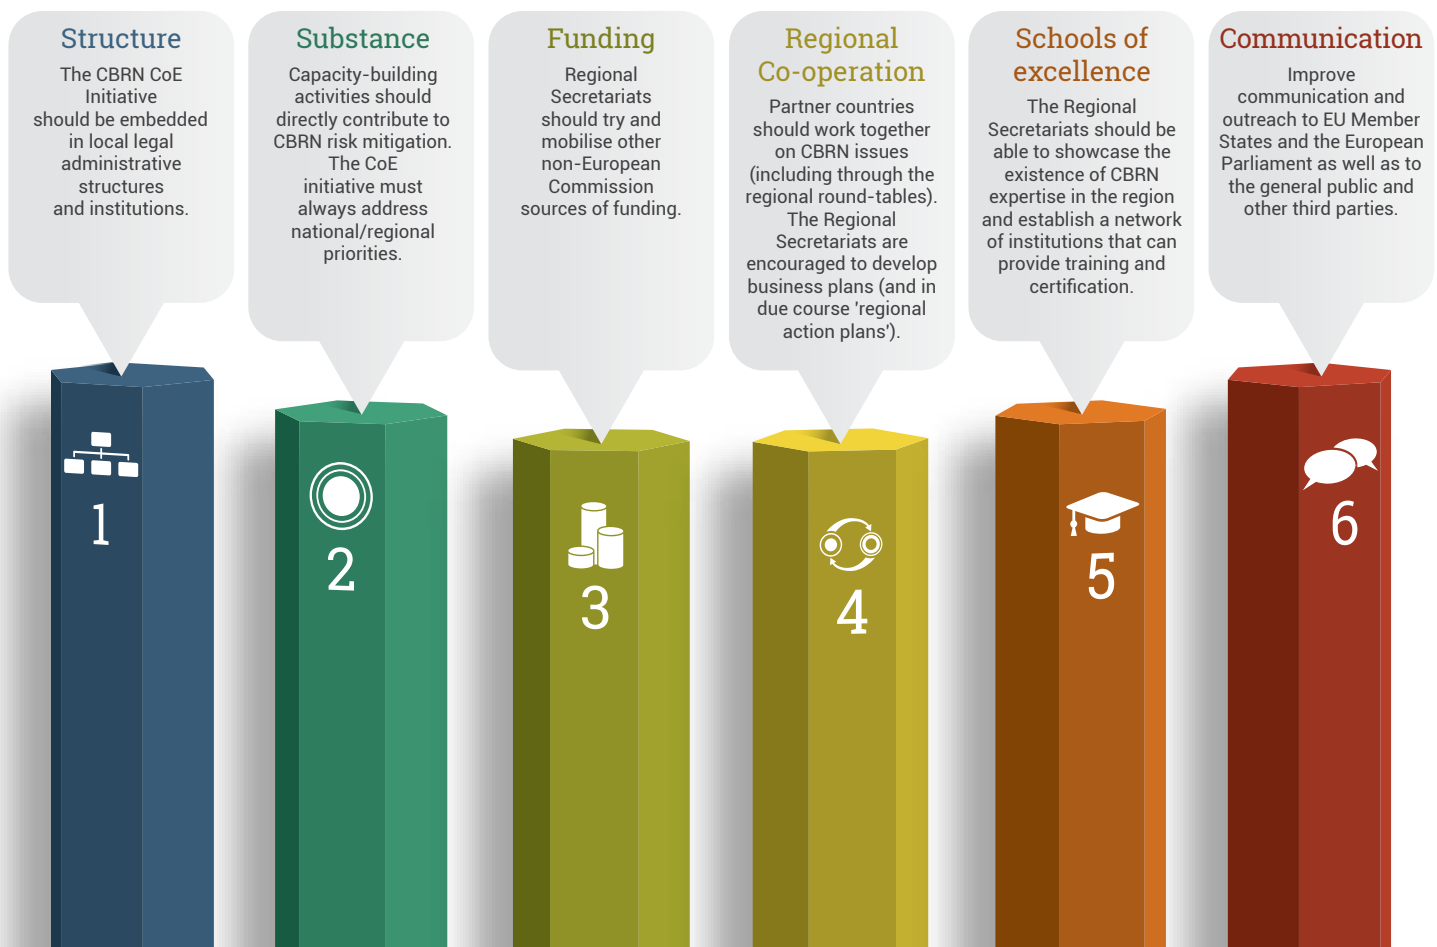 Structure
The CBRN CoE
Initiative
should be embedded
in local legal
administrative
structures
and institutions.
Substance
Capacity-building
activities should
directly contribute to
CBRN risk mitigation.
The CoE
initiative must
always address
national/regional
priorities.
Funding
Regional
Secretariats
should try and
mobilise other
non-European
Commission
sources of funding.
Regional
Co-operation
Partner countries
should work together
on CBRN issues
(including through the
regional round-tables).
The Regional
Secretariats are
encouraged to develop
business plans (and in
due course 'regional
action plans').
Schools of
excellence
The Regional
Secretariats should be
able to showcase the
existence of CBRN
expertise in the region
and establish a network
of institutions that can
provide training and
certification.
Communication
Improve
communication and
outreach to EU Member
States and the European
Parliament as well as to
the general public and
other third parties.
1
2
3
4
5
6